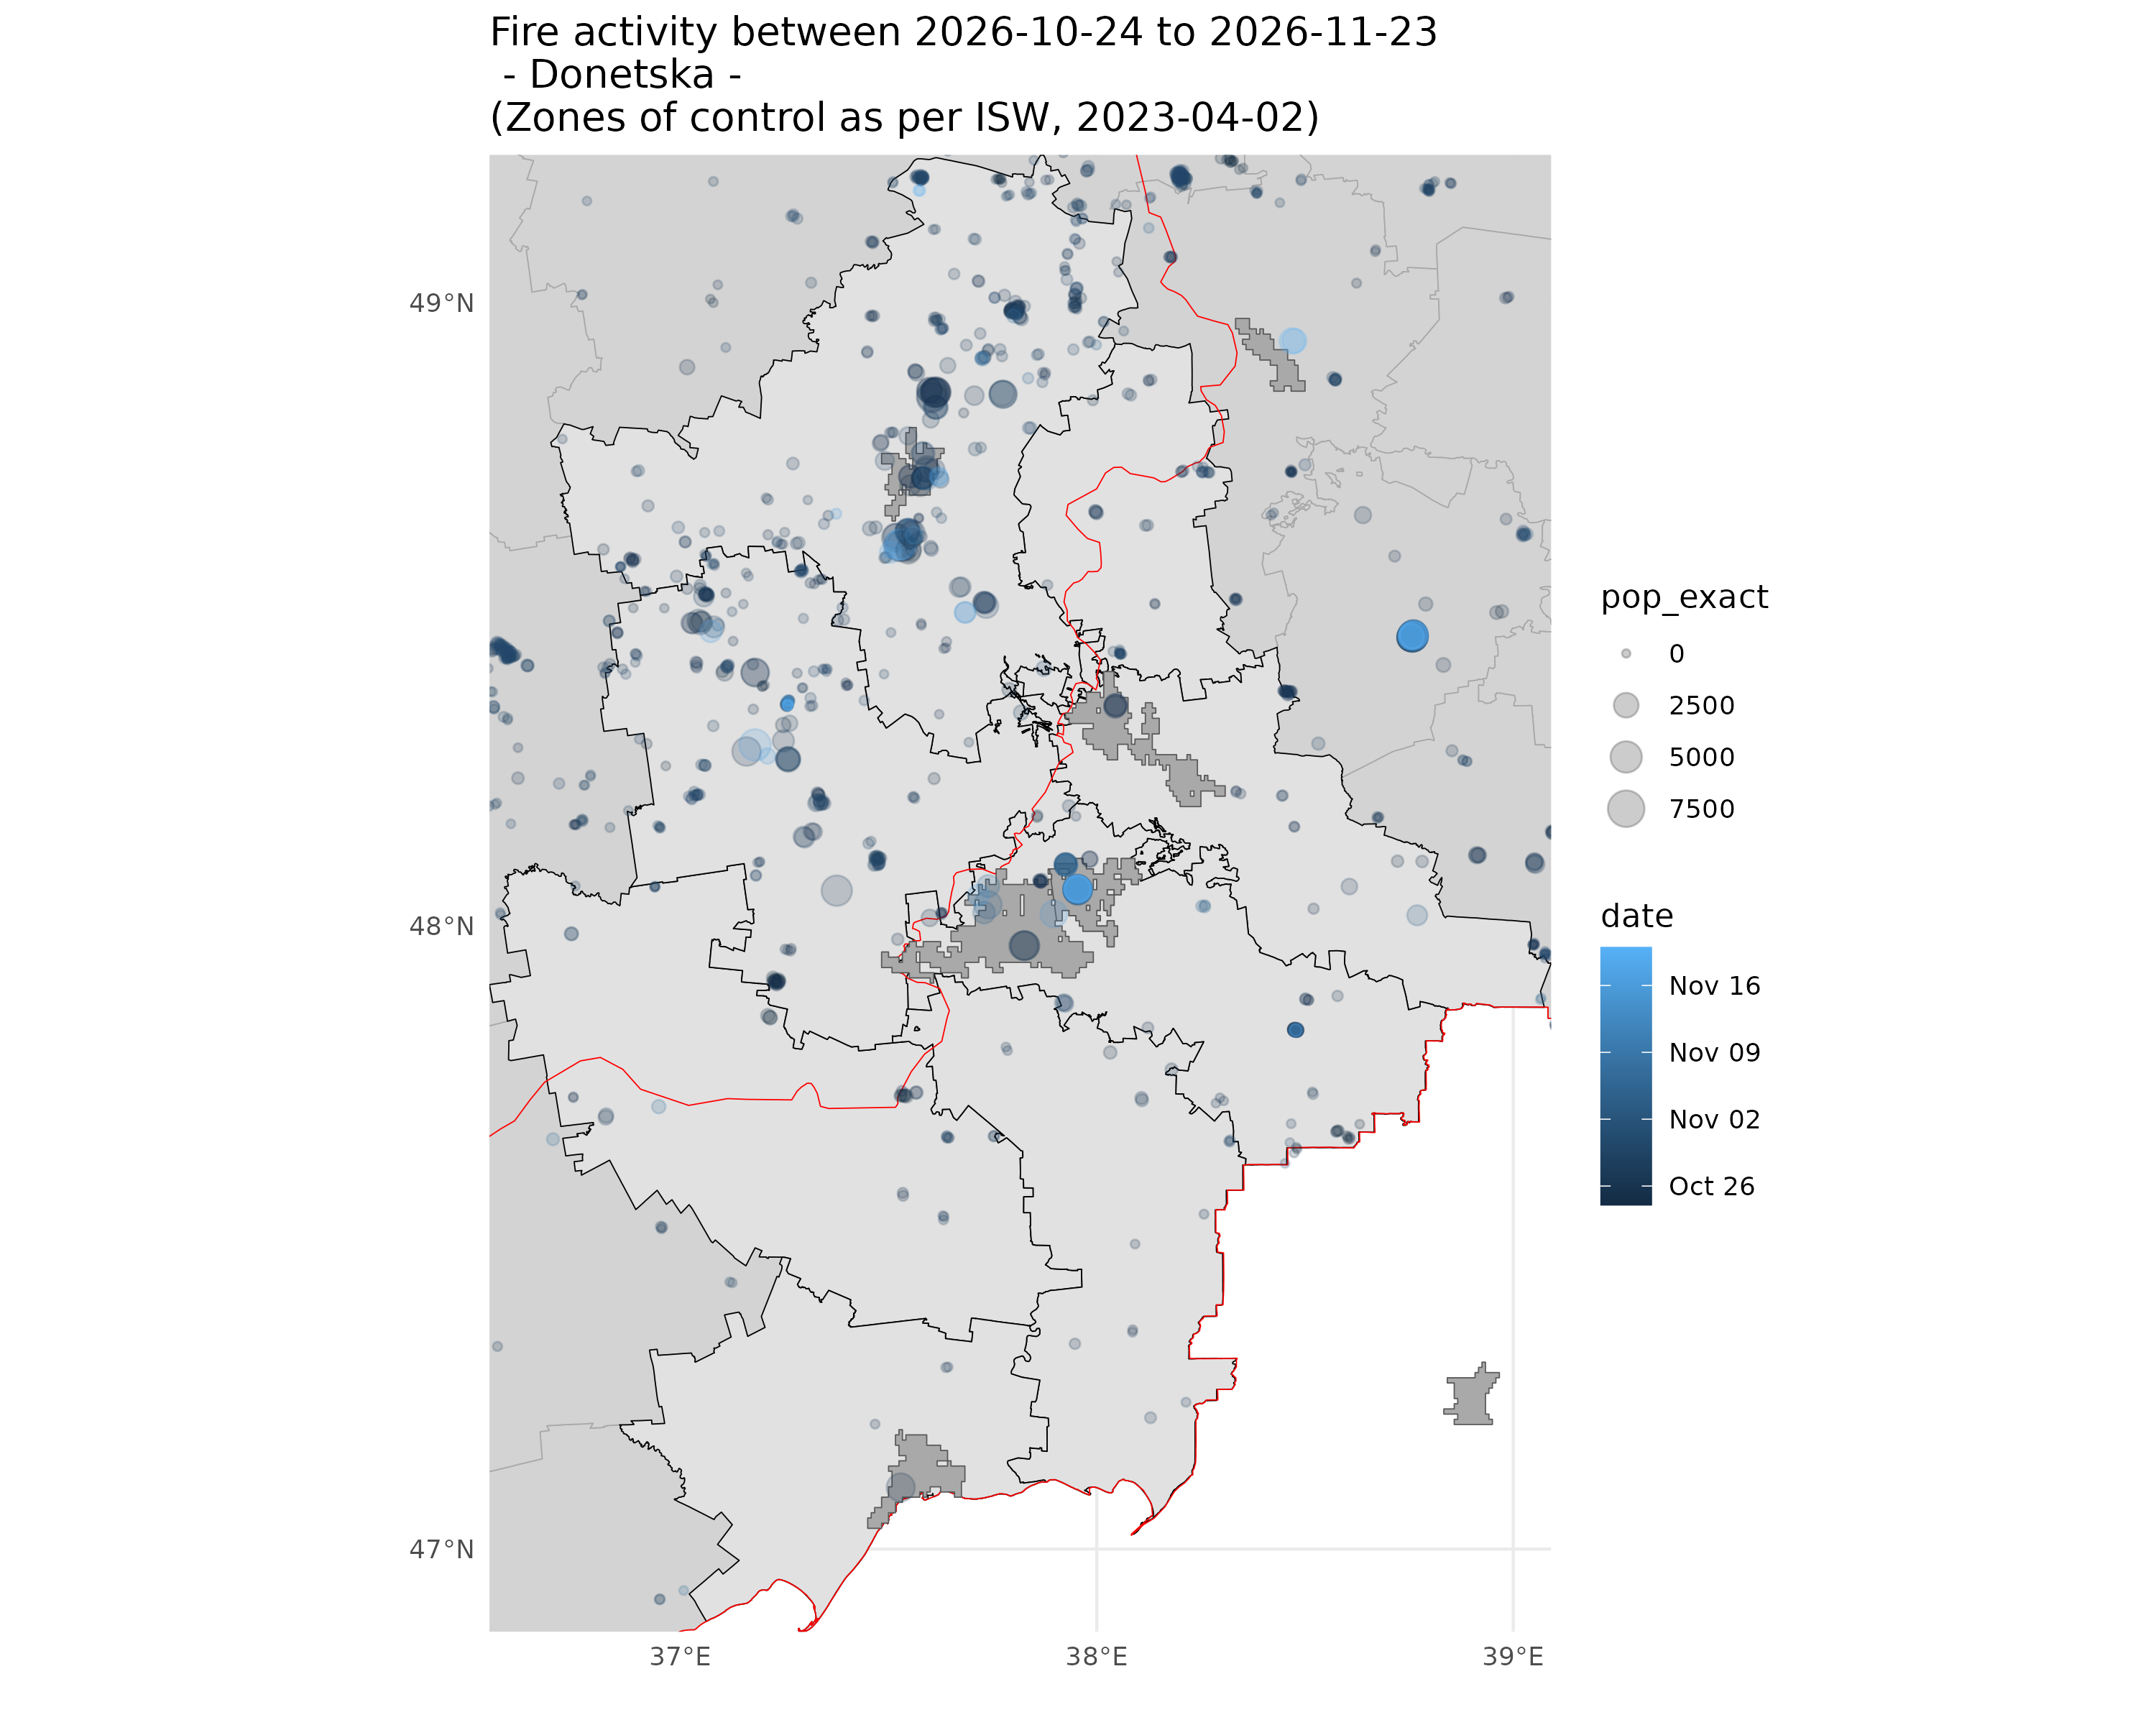 Fire activity between 2026-10-24 to 2026-11-23
- Donetska -
(Zones of control as per ISW, 2023-04-02)
49°N
48°N
47°N
37°E
38°E
39°E
pop_exact
0
2500
5000
7500
date
Nov 16
Nov 09
Nov 02
Oct 26